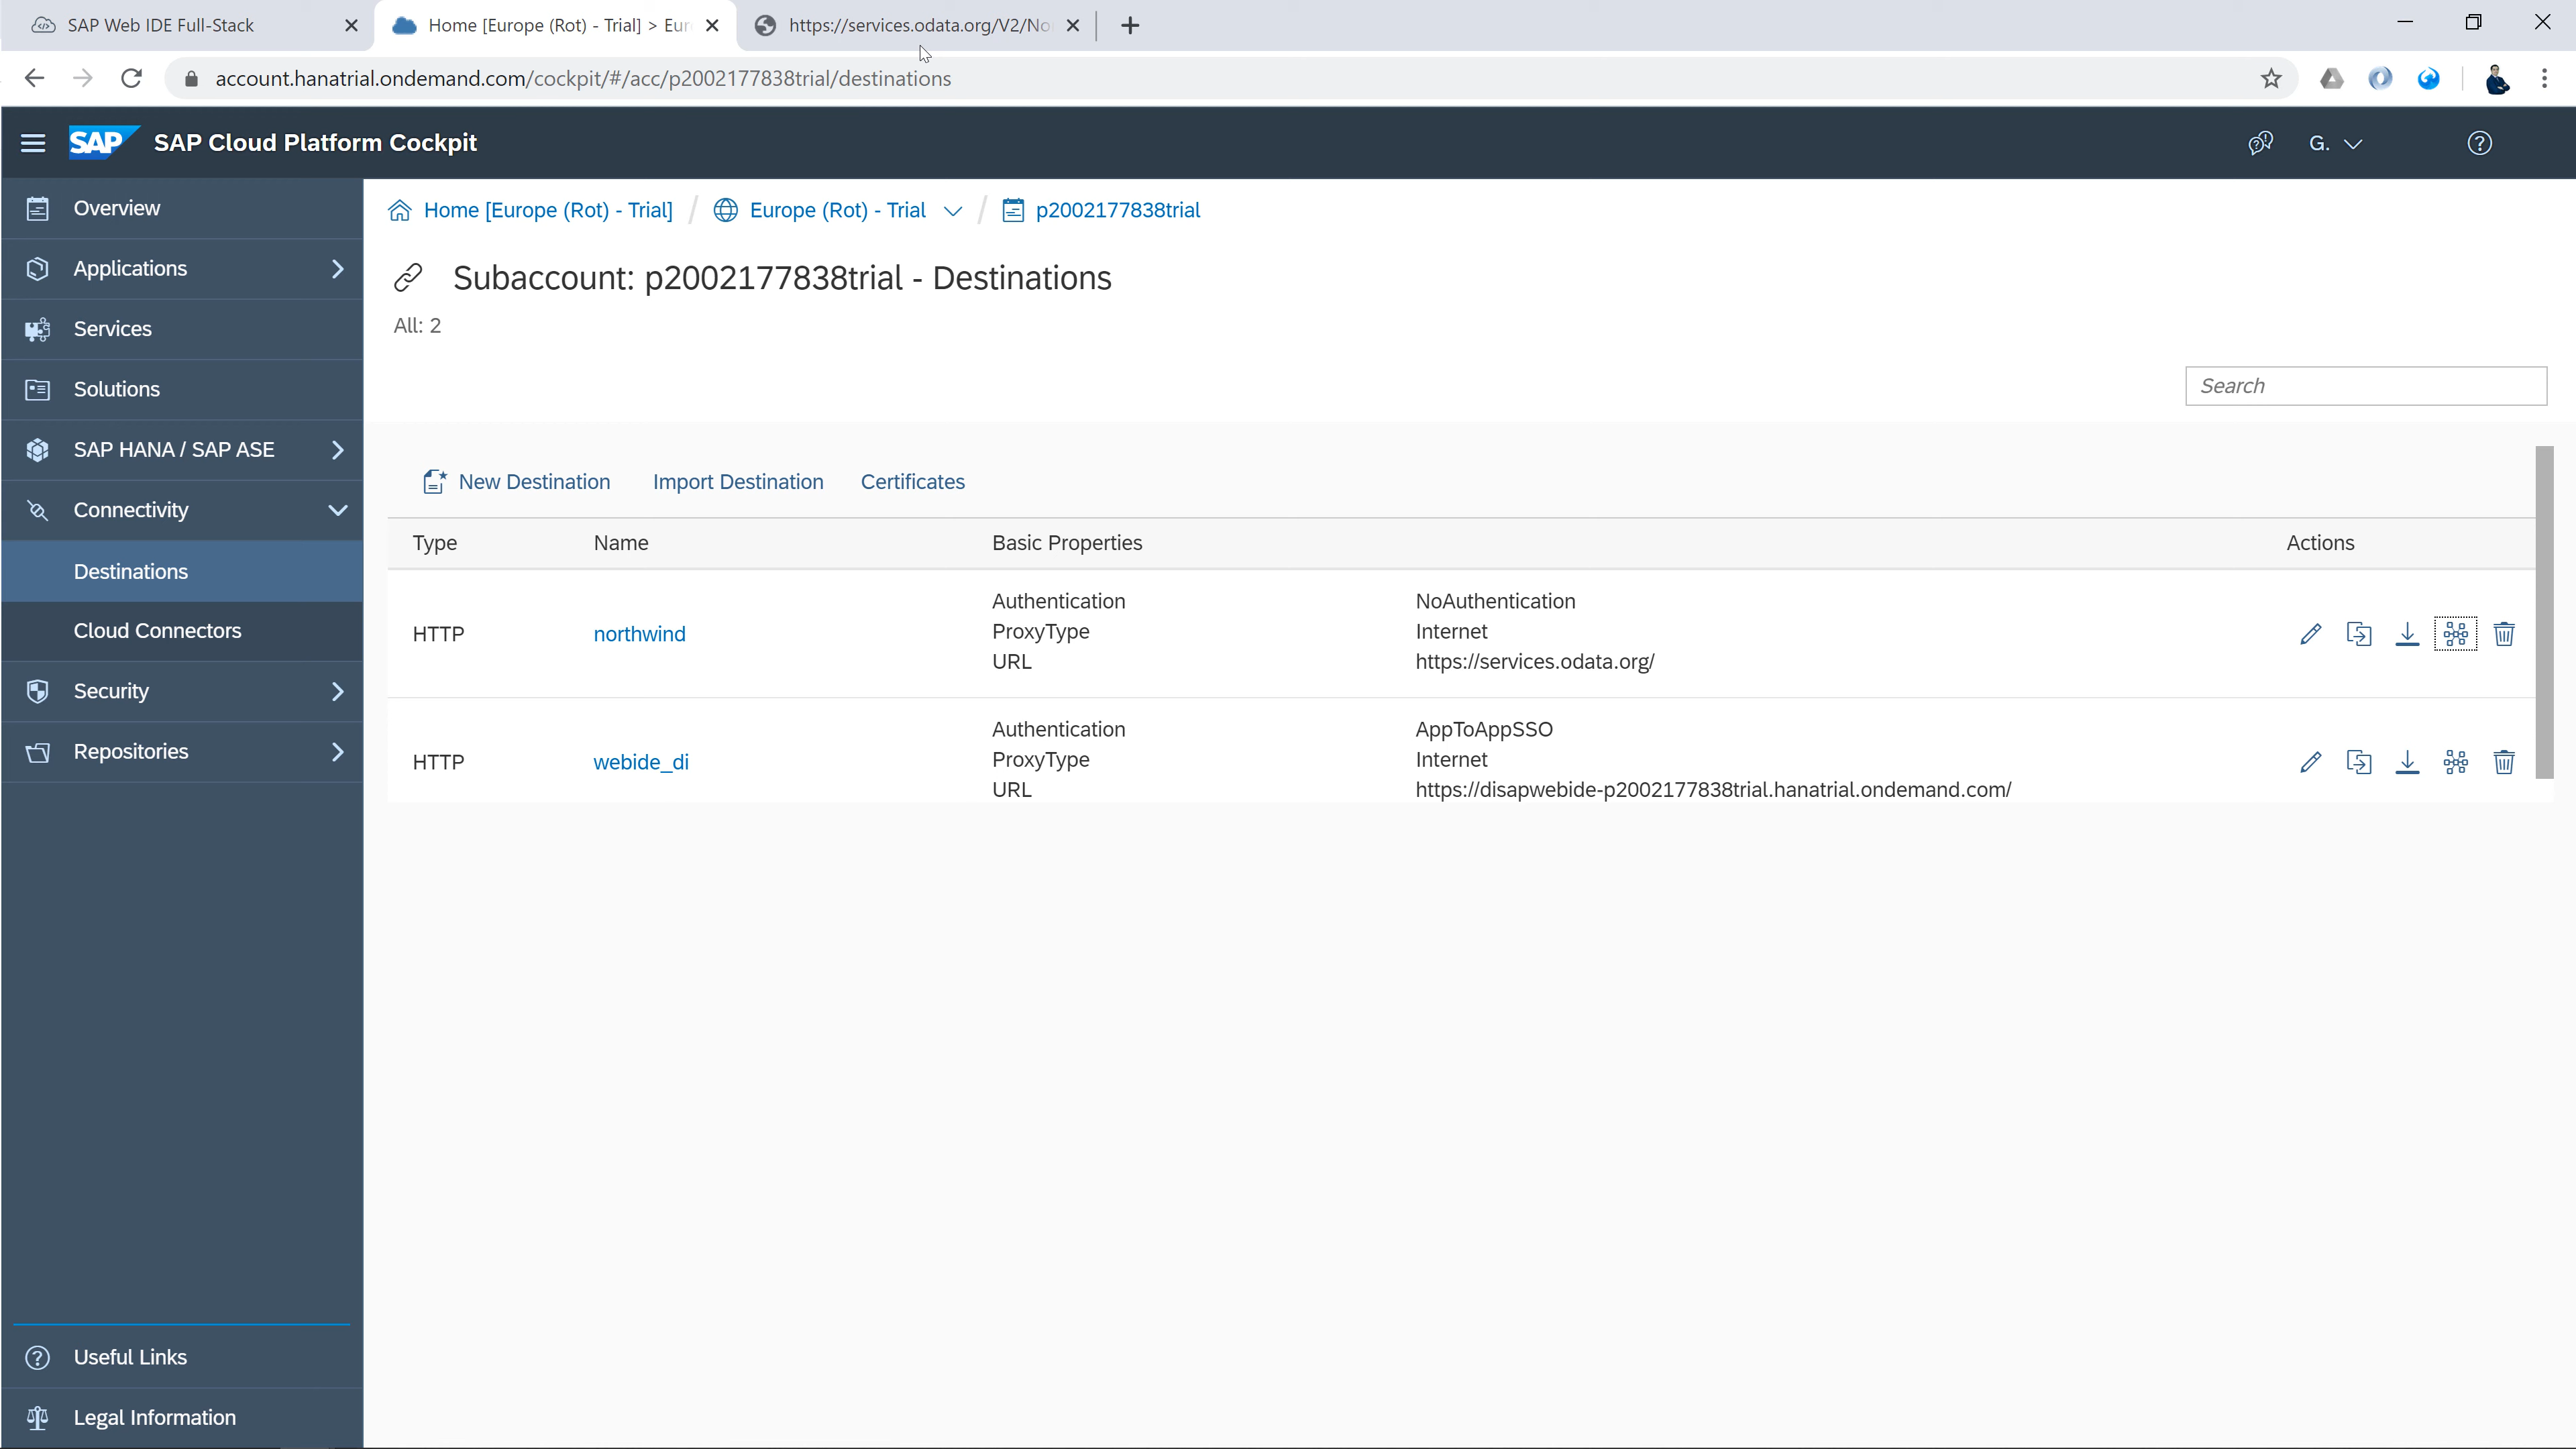 SAP Web IDE Full-Stack
Home [Europe (Rot) - Trial] > Eur
https://services.odata.org/V2/No
account.hanatrial.ondemand.com/cockpit/#/acc/p2002177838trial/destinations
SAP SAP Cloud Platform Cockpit
G.
Overview
Applications
Services
Solutions
SAP HANA / SAP ASE
Connectivity
Destinations
Cloud Connectors
Security
Repositories
Useful Links
Legal Information
Home [Europe (Rot) - Trial] / Europe (Rot) - Trial / p2002177838trial
Subaccount: p2002177838trial - Destinations
All: 2
Search
New Destination Import Destination Certificates
Type Name Basic Properties Actions
HTTP northwind
Authentication NoAuthentication
ProxyType Internet
URL https://services.odata.org/
HTTP webide_di
Authentication AppToAppSSO
ProxyType Internet
URL https://disapwebide-p2002177838trial.hanatrial.ondemand.com/